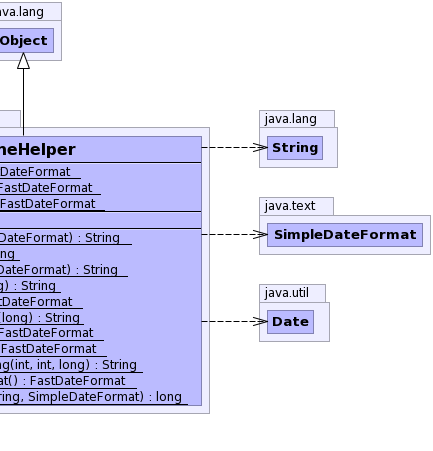 ava.lang
Object
java.lang
String
java.text
SimpleDateFormat
java.util
Date
neHelper
DateFormat
FastDateFormat
FastDateFormat
DateFormat) : String
ng
DateFormat) : String
g) : String
tDateFormat
(long) : String
FastDateFormat
FastDateFormat
ng(int, int, long) : String
at() : FastDateFormat
ring, SimpleDateFormat) : long